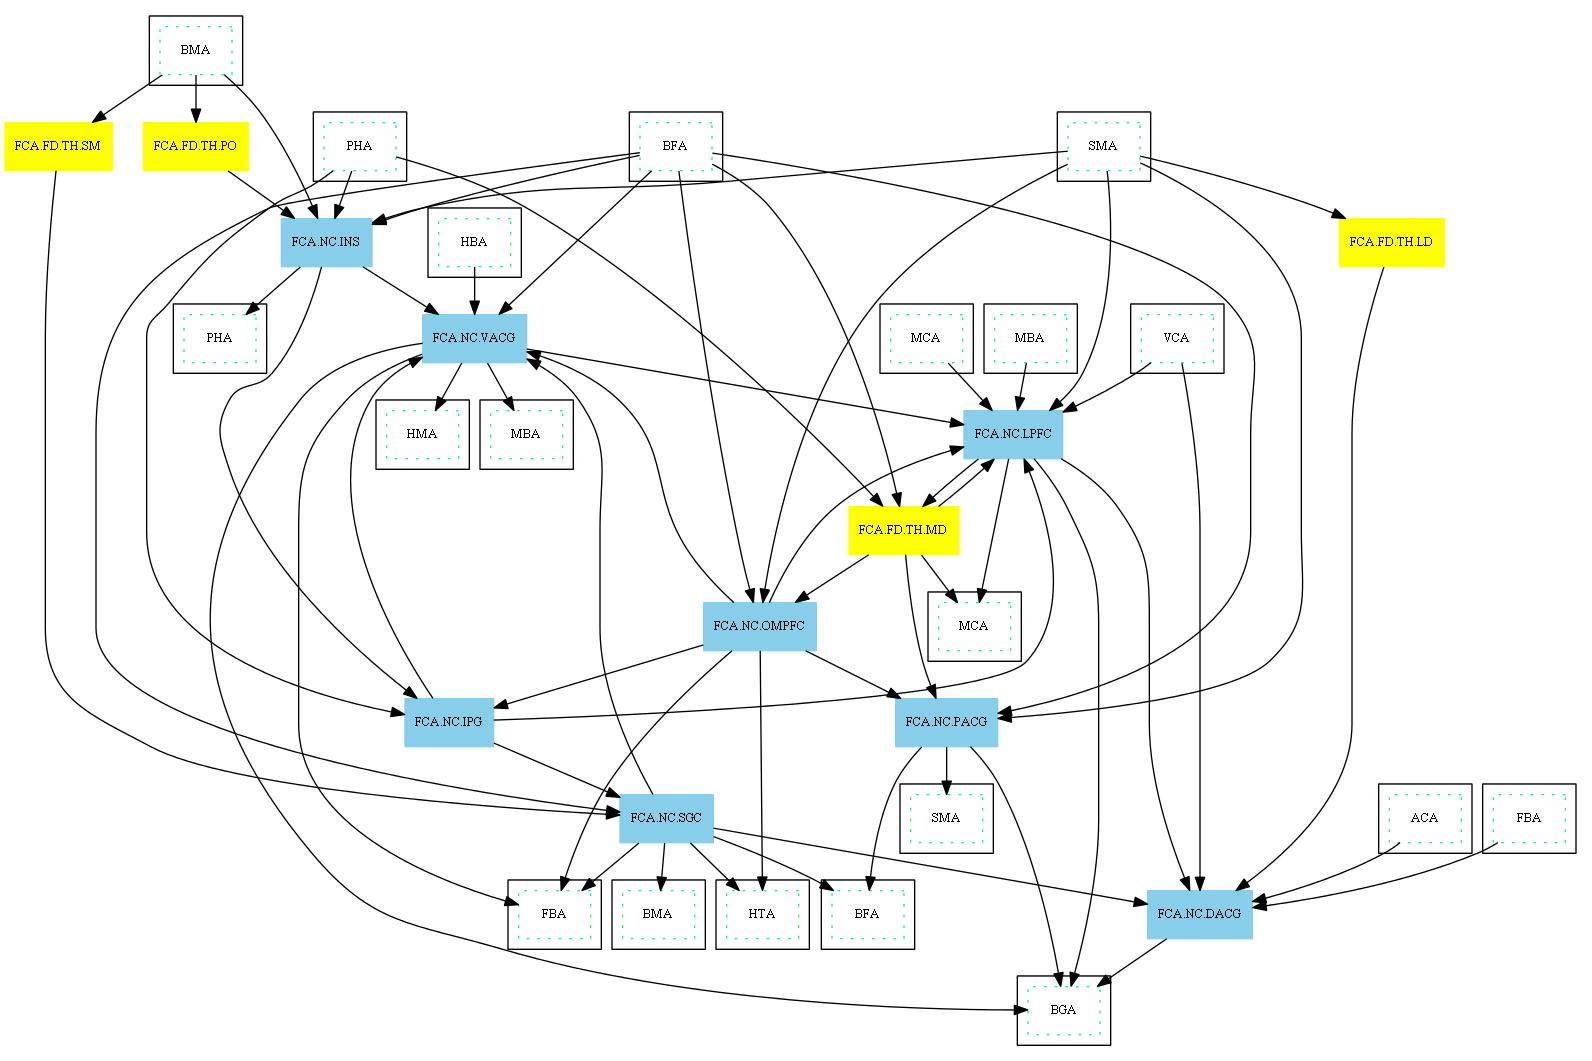 BMA
FCA.FD.TH.SM
FCA.FD.TH.PO
PHA
BFA
SMA
FCA.NC.INS
HBA
FCA.FD.TH.LD
PHA
FCA.NC.VACG
MCA
MBA
VCA
HMA
MBA
FCA.NC.LPFC
FCA.FD.TH.MD
FCA.NC.OMPFC
MCA
FCA.NC.IPG
FCA.NC.PACG
FCA.NC.SGC
SMA
ACA
FBA
FBA
BMA
HTA
BFA
FCA.NC.DACG
BGA